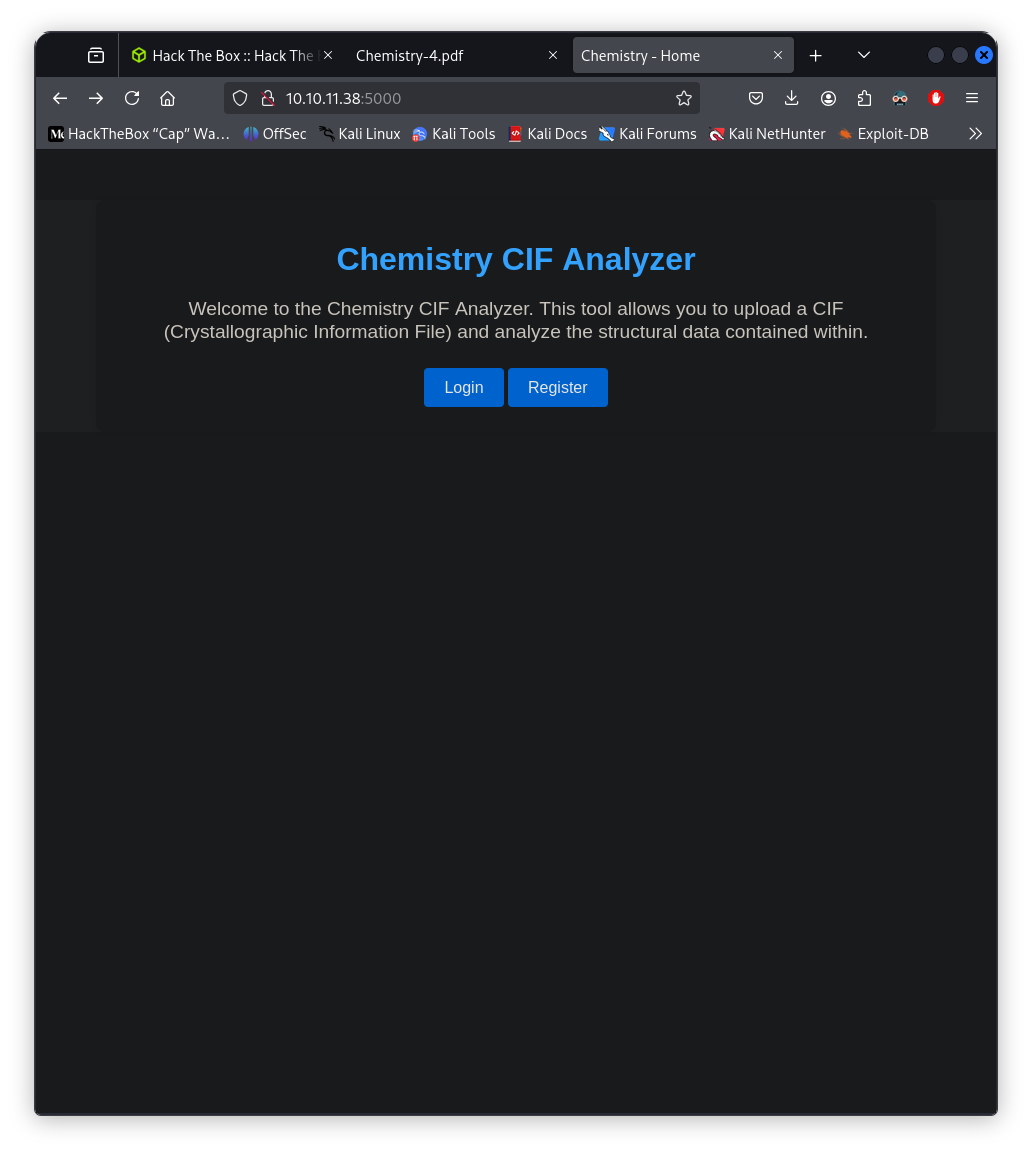 Hack The Box :: Hack The
Chemistry-4.pdf
Chemistry - Home
10.10.11.38:5000
HackTheBox “Cap” Wa…
OffSec
Kali Linux
Kali Tools
Kali Docs
Kali Forums
Kali NetHunter
Exploit-DB
Chemistry CIF Analyzer
Welcome to the Chemistry CIF Analyzer. This tool allows you to upload a CIF
(Crystallographic Information File) and analyze the structural data contained within.
Login
Register